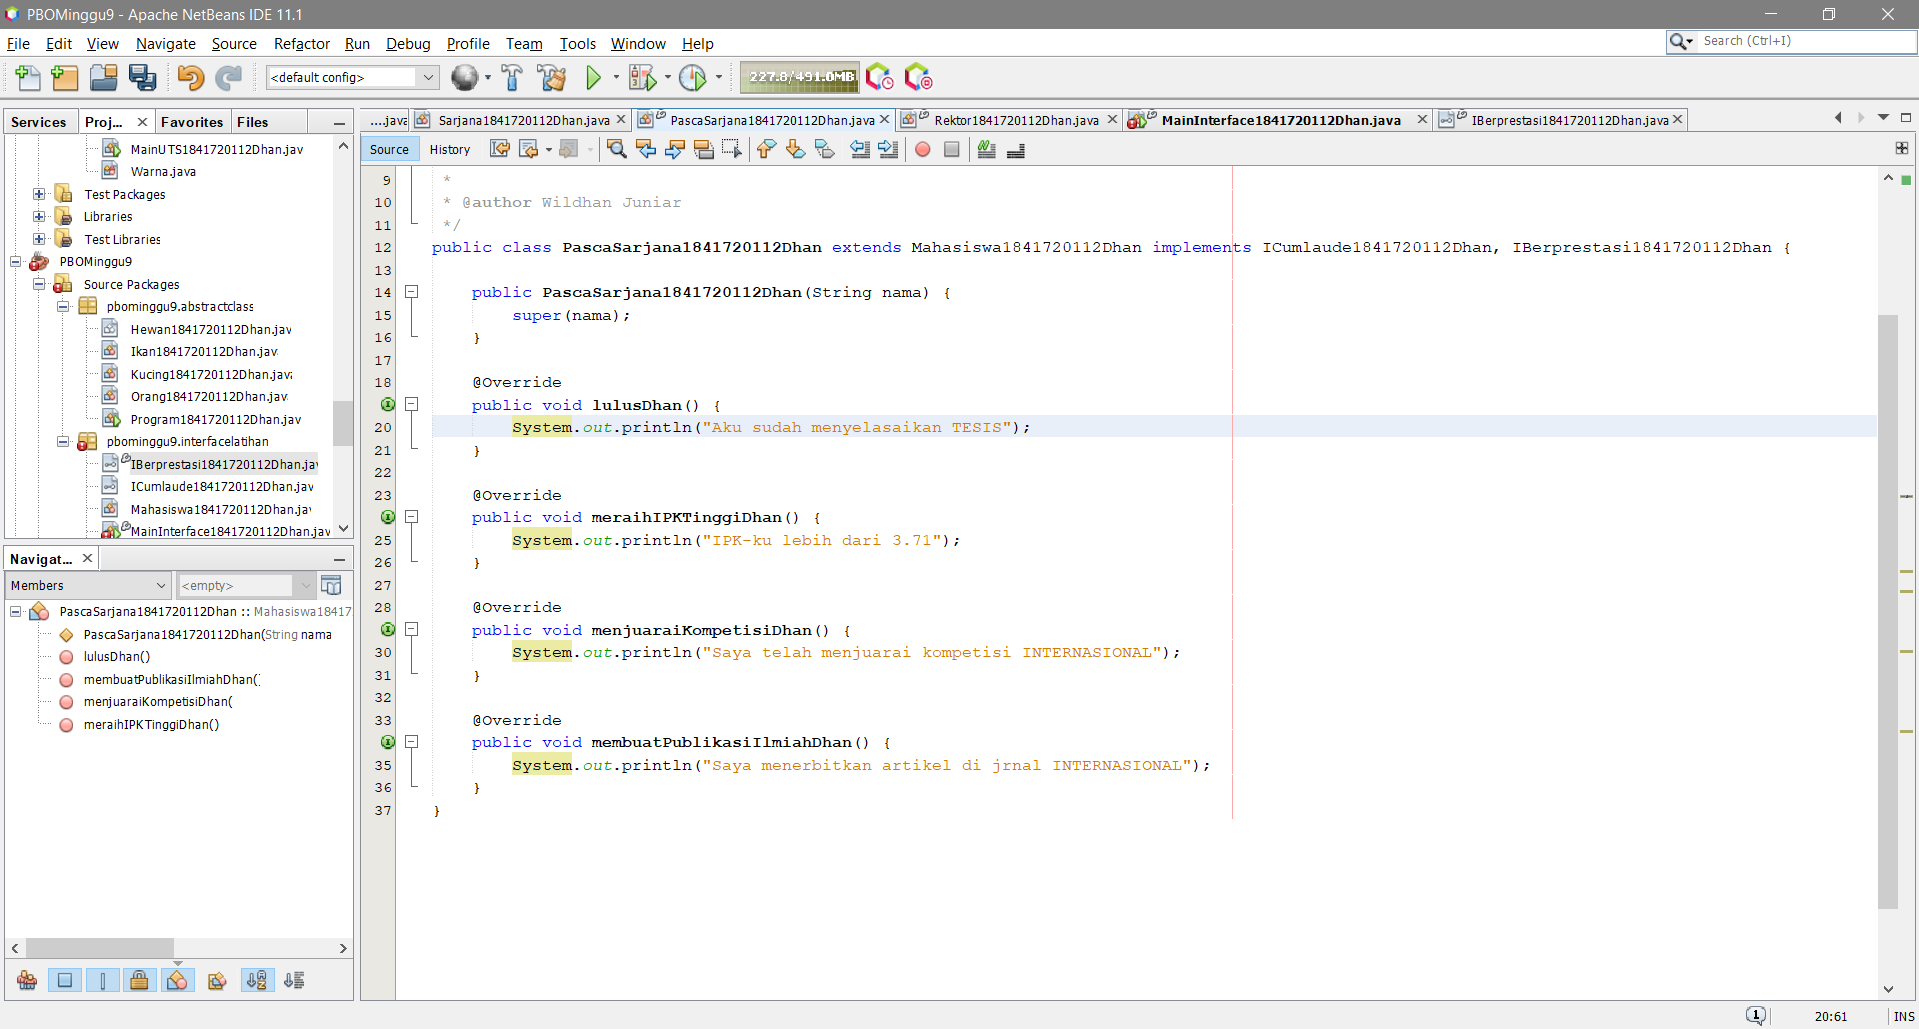 PBOMinggu9 - Apache NetBeans IDE 11.1
File Edit View Navigate Source Refactor Run Debug Profile Team Tools Window Help
Search (Ctrl+I)
<default config>
227.8/491.0MB
Services Proj... Favorites Files
MainUTS1841720112Dhan.jav
Warna.java
Test Packages
Libraries
Test Libraries
PBOMinggu9
Source Packages
pbominggu9.abstractclass
Hewan1841720112Dhan.jav
Ikan1841720112Dhan.jav
Kucing1841720112Dhan.java
Orang1841720112Dhan.jav
Program1841720112Dhan.jav
pbominggu9.interfacelatihan
IBerprestasi1841720112Dhan.jav
ICumlaude1841720112Dhan.jav
Mahasiswa1841720112Dhan.jav
MainInterface1841720112Dhan.jav
Navigat...
Members <empty>
PascaSarjana1841720112Dhan :: Mahasiswa18417
PascaSarjana1841720112Dhan(String nama
lulusDhan()
membuatPublikasiIlmiahDhan()
menjuaraiKompetisiDhan(
meraihIPKTinggiDhan()
....java Sarjana1841720112Dhan.java PascaSarjana1841720112Dhan.java Rektor1841720112Dhan.java MainInterface1841720112Dhan.java IBerprestasi1841720112Dhan.java
Source History
9 *
10 * @author Wildhan Juniar
11 */
12 public class PascaSarjana1841720112Dhan extends Mahasiswa1841720112Dhan implements ICumlaude1841720112Dhan, IBerprestasi1841720112Dhan {
13
14 public PascaSarjana1841720112Dhan(String nama) {
15 super(nama);
16 }
17
18 @Override
public void lulusDhan() {
20 System.out.println("Aku sudah menyelasaikan TESIS");
21 }
22
23 @Override
public void meraihIPKTinggiDhan() {
25 System.out.println("IPK-ku lebih dari 3.71");
26 }
27
28 @Override
public void menjuaraiKompetisiDhan() {
30 System.out.println("Saya telah menjuarai kompetisi INTERNASIONAL");
31 }
32
33 @Override
public void membuatPublikasiIlmiahDhan() {
35 System.out.println("Saya menerbitkan artikel di jrnal INTERNASIONAL");
36 }
37 }
1 20:61 INS